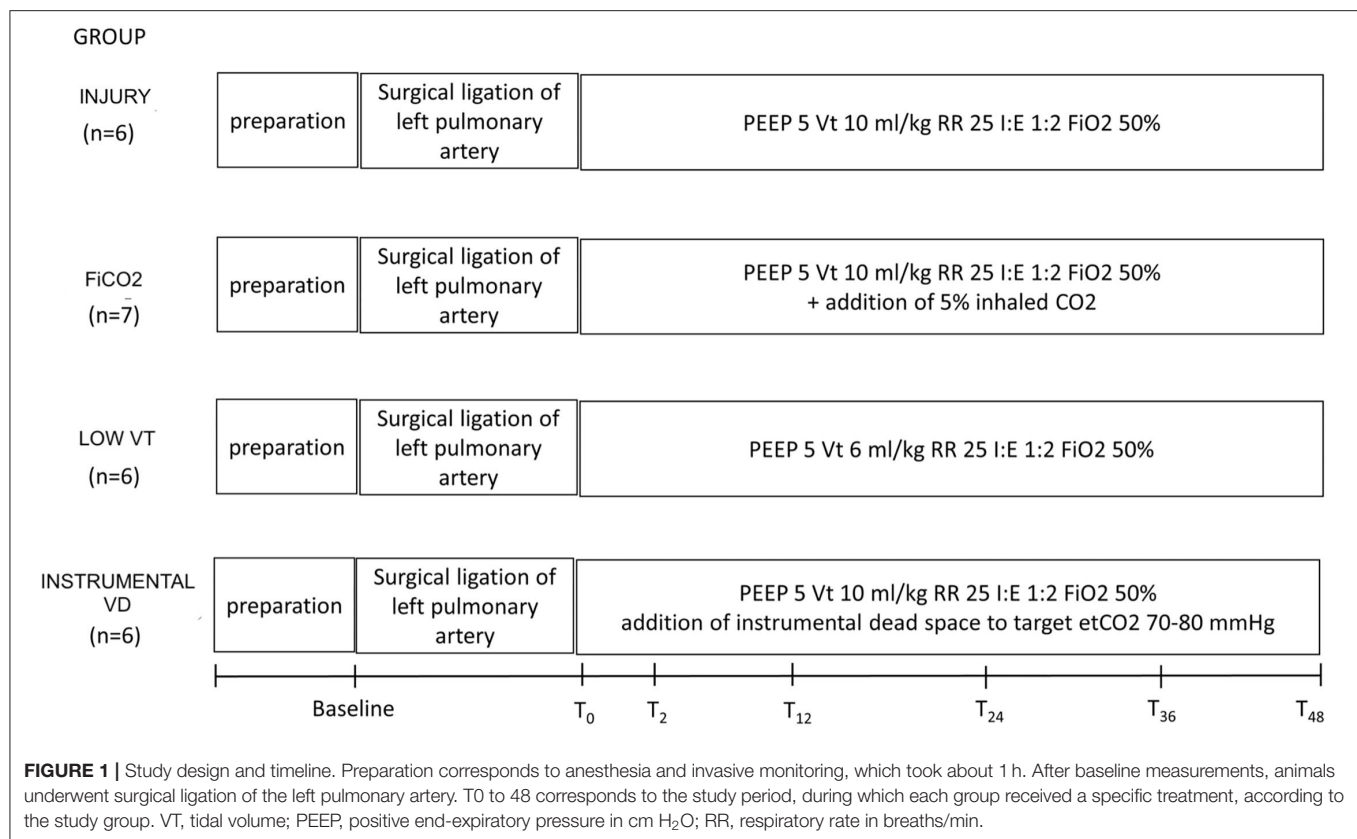 GROUP
INJURY
(n=6)
preparation
Surgical ligation of
left pulmonary
artery
PEEP 5 Vt 10 ml/kg RR 25 I:E 1:2 FiO2 50%
FiCO2
(n=7)
preparation
Surgical ligation of
left pulmonary
artery
PEEP 5 Vt 10 ml/kg RR 25 I:E 1:2 FiO2 50%
+ addition of 5% inhaled CO2
LOW VT
(n=6)
preparation
Surgical ligation of
left pulmonary
artery
PEEP 5 Vt 6 ml/kg RR 25 I:E 1:2 FiO2 50%
INSTRUMENTAL
VD
(n=6)
preparation
Surgical ligation of
left pulmonary
artery
PEEP 5 Vt 10 ml/kg RR 25 I:E 1:2 FiO2 50%
addition of instrumental dead space to target etCO2 70-80 mmHg
Baseline T₀ T₂ T₁₂ T₂₄ T₃₆ T₄₈
FIGURE 1 | Study design and timeline. Preparation corresponds to anesthesia and invasive monitoring, which took about 1 h. After baseline measurements, animals
underwent surgical ligation of the left pulmonary artery. T0 to 48 corresponds to the study period, during which each group received a specific treatment, according to
the study group. VT, tidal volume; PEEP, positive end-expiratory pressure in cm H₂O; RR, respiratory rate in breaths/min.